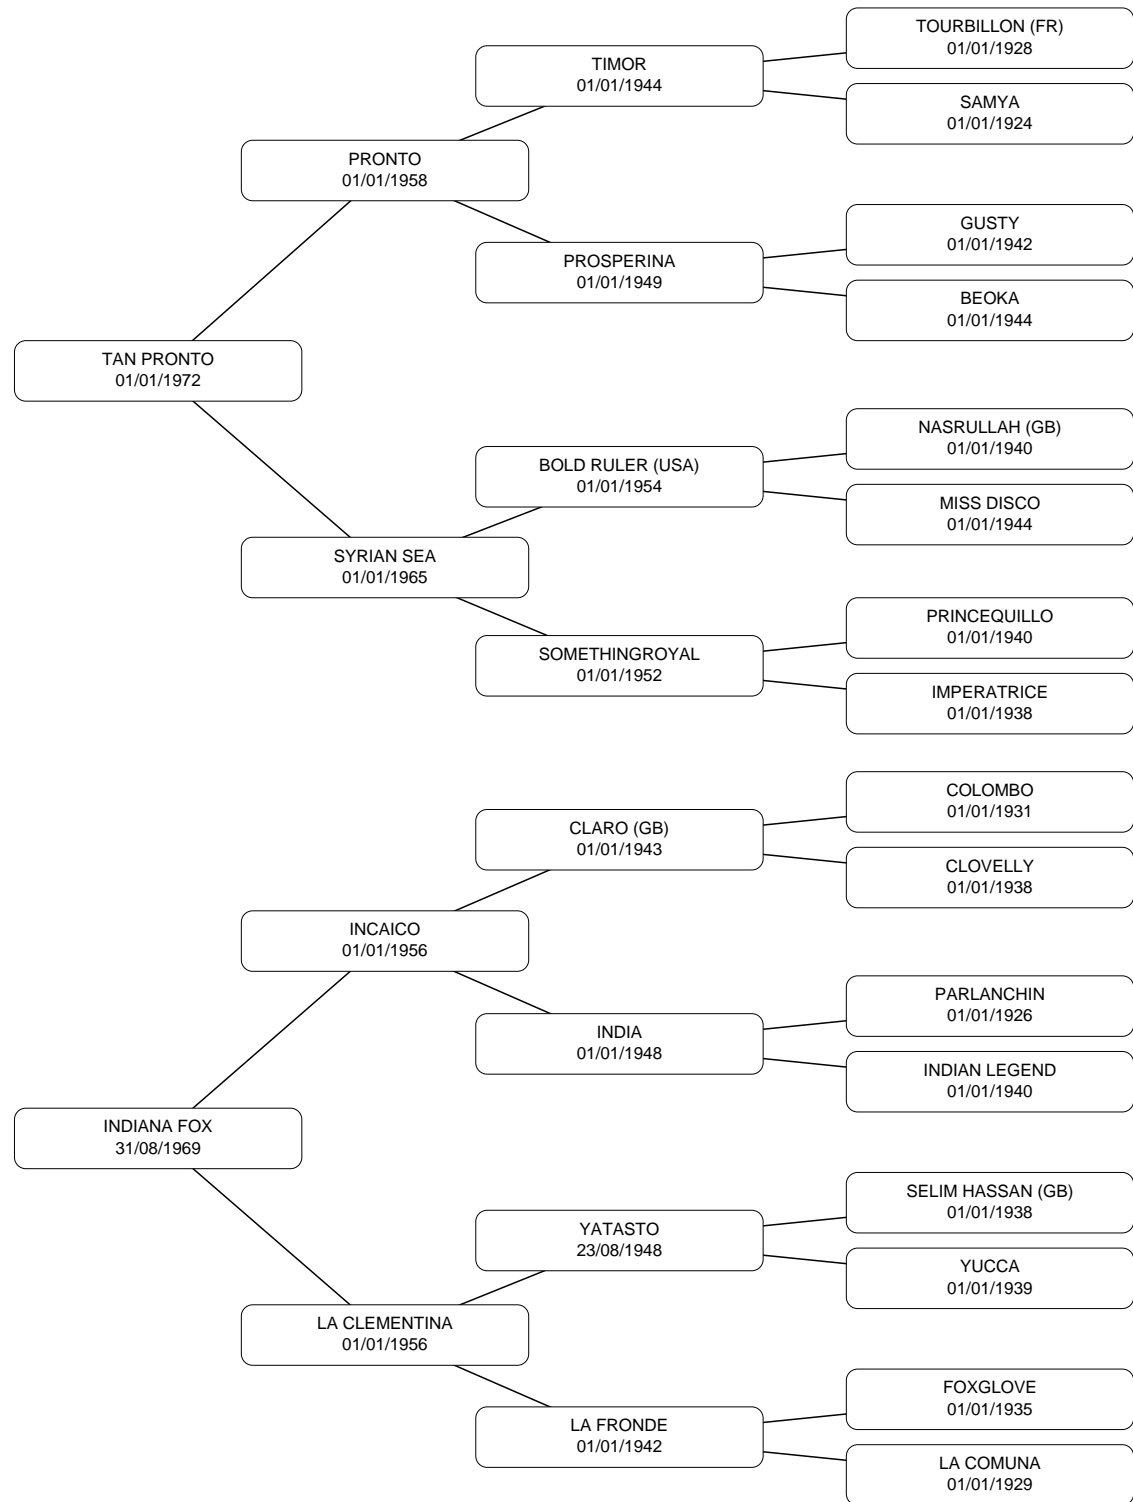 TOURBILLON (FR)
01/01/1928
TIMOR
01/01/1944
SAMYA
01/01/1924
PRONTO
01/01/1958
GUSTY
01/01/1942
PROSPERINA
01/01/1949
BEOKA
01/01/1944
TAN PRONTO
01/01/1972
NASRULLAH (GB)
01/01/1940
BOLD RULER (USA)
01/01/1954
MISS DISCO
01/01/1944
SYRIAN SEA
01/01/1965
PRINCEQUILLO
01/01/1940
SOMETHINGROYAL
01/01/1952
IMPERATRICE
01/01/1938
COLOMBO
01/01/1931
CLARO (GB)
01/01/1943
CLOVELLY
01/01/1938
INCAICO
01/01/1956
PARLANCHIN
01/01/1926
INDIA
01/01/1948
INDIAN LEGEND
01/01/1940
INDIANA FOX
31/08/1969
SELIM HASSAN (GB)
01/01/1938
YATASTO
23/08/1948
YUCCA
01/01/1939
LA CLEMENTINA
01/01/1956
FOXGLOVE
01/01/1935
LA FRONDE
01/01/1942
LA COMUNA
01/01/1929